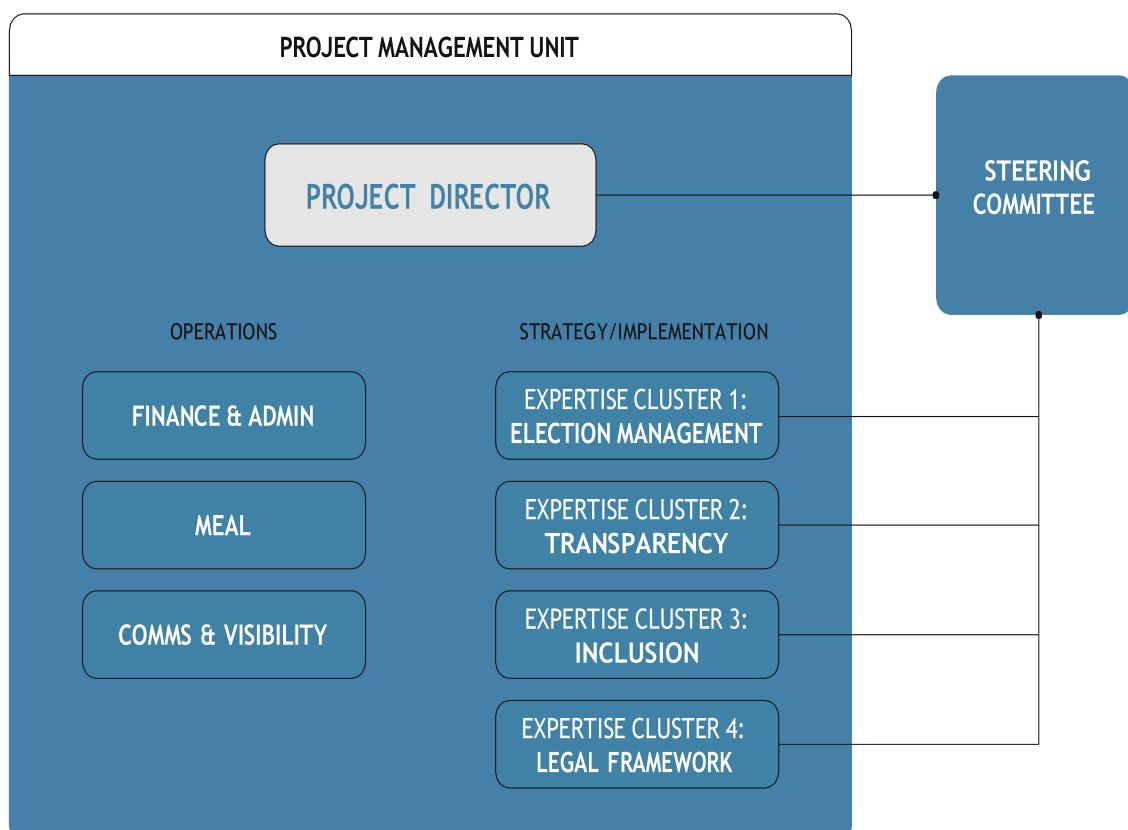 PROJECT MANAGEMENT UNIT
PROJECT DIRECTOR
STEERING
COMMITTEE
OPERATIONS
FINANCE & ADMIN
MEAL
COMMS & VISIBILITY
STRATEGY/IMPLEMENTATION
EXPERTISE CLUSTER 1:
ELECTION MANAGEMENT
EXPERTISE CLUSTER 2:
TRANSPARENCY
EXPERTISE CLUSTER 3:
INCLUSION
EXPERTISE CLUSTER 4:
LEGAL FRAMEWORK